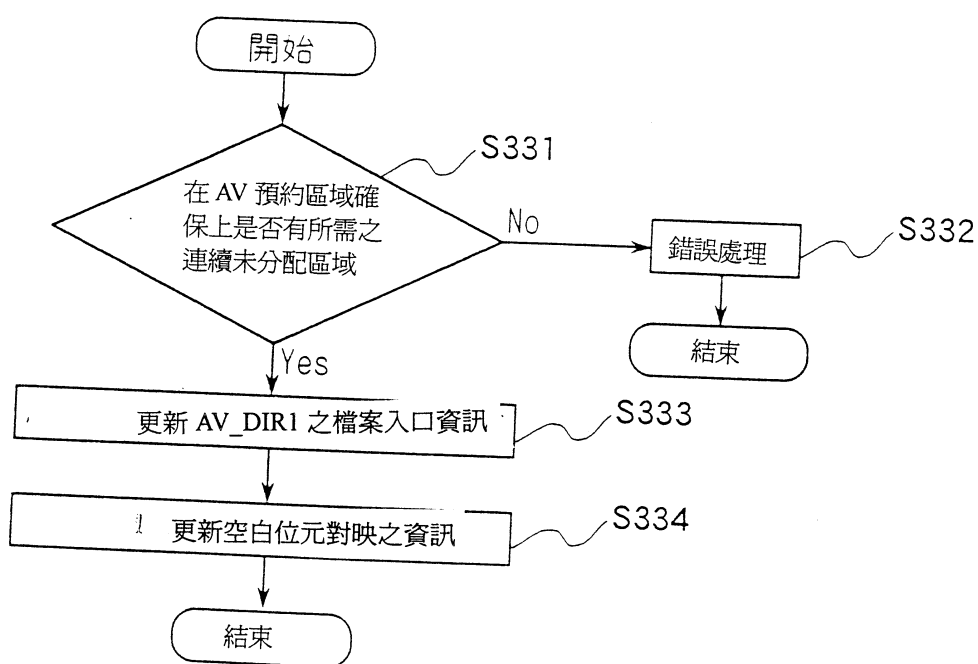 開始
S331
在 AV 預約區域確
保上是否有所需之
連續未分配區域
No
S332
錯誤處理
結束
Yes
S333
更新 AV_DIR1 之檔案入口資訊
S334
更新空白位元對映之資訊
結束